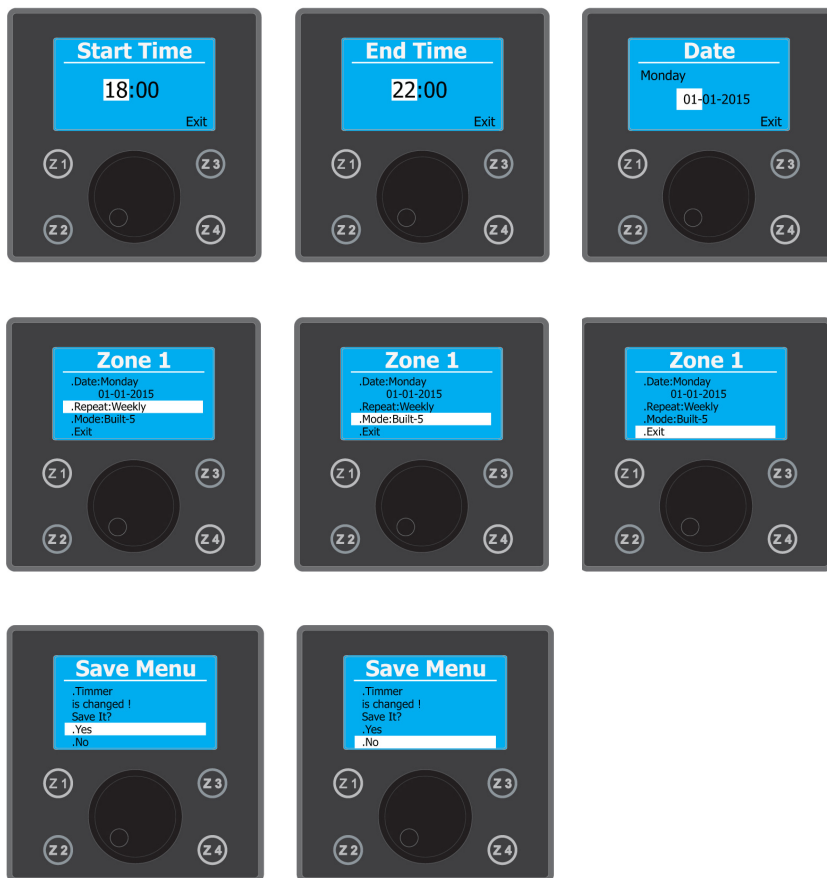 Start Time
18:00
Exit
Z1
Z3
Z2
Z4
End Time
22:00
Exit
Z1
Z3
Z2
Z4
Date
Monday
01-01-2015
Exit
Z1
Z3
Z2
Z4
Zone 1
.Date:Monday
01-01-2015
.Repeat:Weekly
.Mode:Built-5
.Exit
Z1
Z3
Z2
Z4
Zone 1
.Date:Monday
01-01-2015
.Repeat:Weekly
.Mode:Built-5
.Exit
Z1
Z3
Z2
Z4
Zone 1
.Date:Monday
01-01-2015
.Repeat:Weekly
.Mode:Built-5
.Exit
Z1
Z3
Z2
Z4
Save Menu
.Timmer
is changed !
Save It?
.Yes
.No
Z1
Z3
Z2
Z4
Save Menu
.Timmer
is changed !
Save It?
.Yes
.No
Z1
Z3
Z2
Z4